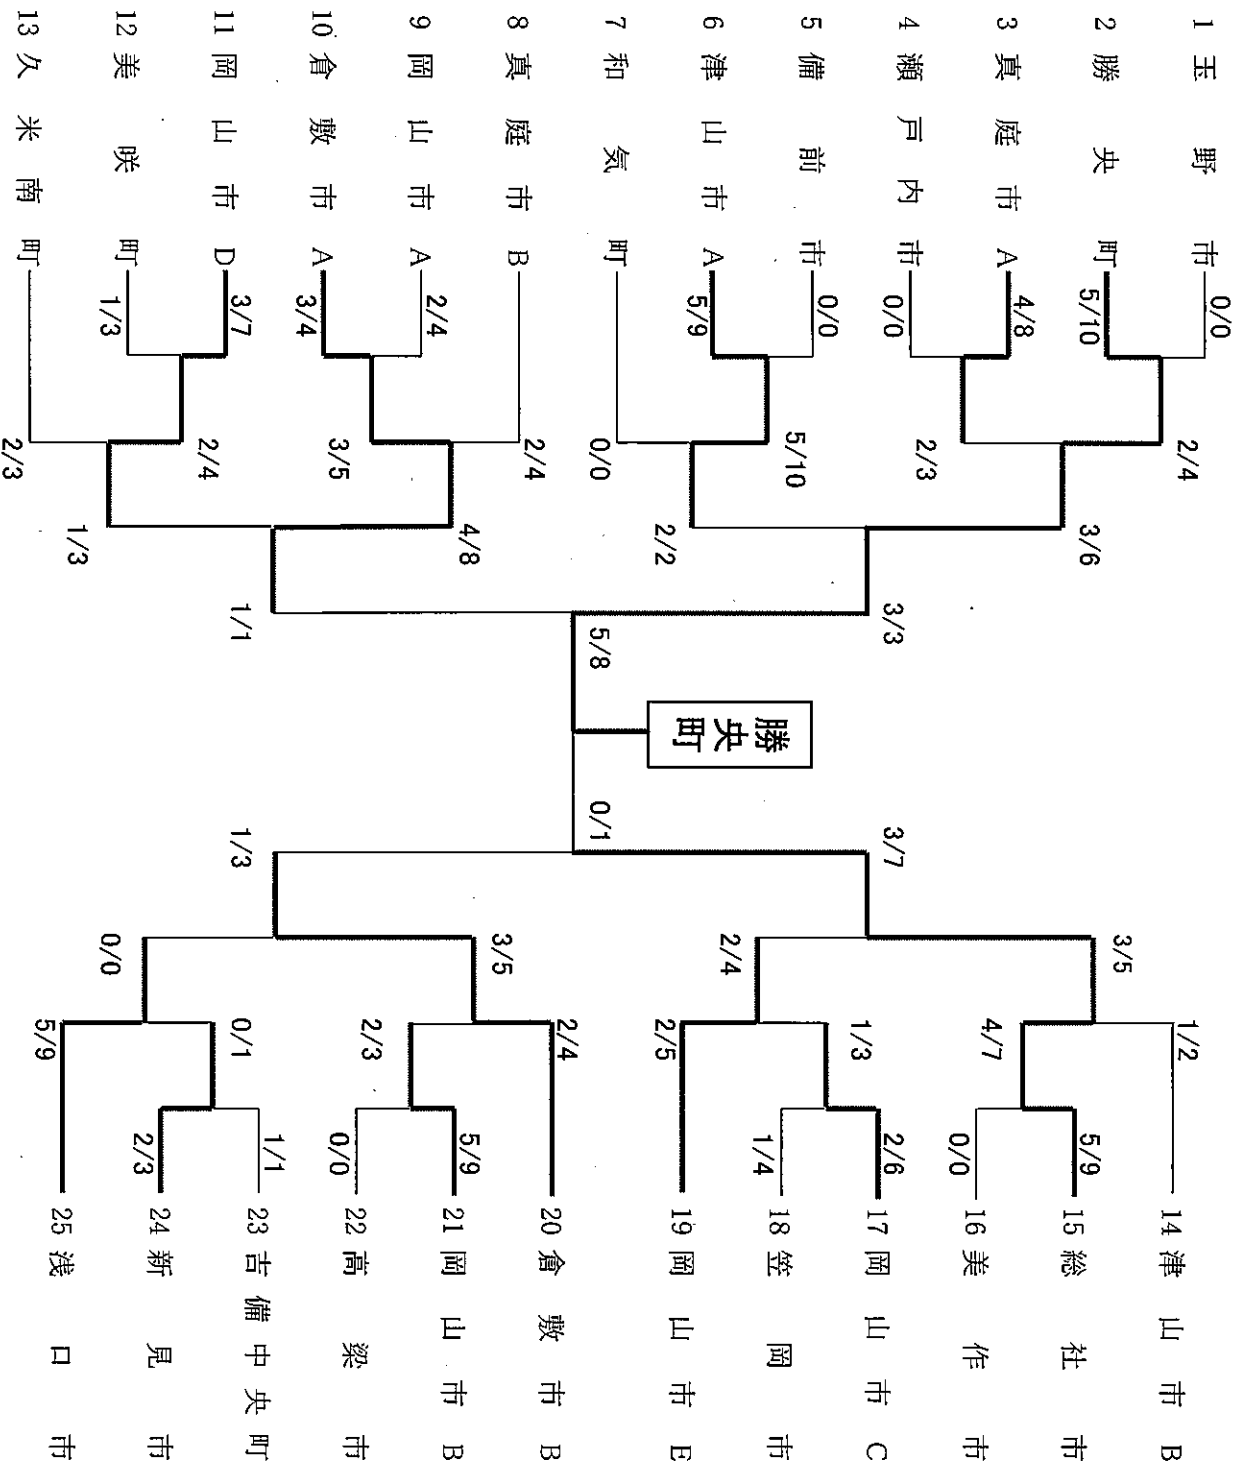 1 玉野市
2 勝央町
3 真庭市A
4 瀬戸内市
5 備前市
6 津山市A
7 和気町
8 真庭市B
9 岡山市A
10 倉敷市A
11 岡山市D
12 美咲町
13 久米南町
0/0
5/10
4/8
0/0
0/0
5/9
2/4
3/4
3/7
1/3
2/4
2/3
5/10
0/0
2/4
3/5
2/4
2/3
3/6
2/2
4/8
1/3
3/3
1/1
5/8
勝央町
0/1
3/7
1/3
3/5
2/4
3/5
0/0
1/2
4/7
1/3
2/5
2/4
2/3
0/1
5/9
5/9
0/0
2/6
1/4
5/9
0/0
1/1
2/3
14 津山市B
15 総社市
16 美作市
17 岡山市C
18 笠岡市
19 岡山市E
20 倉敷市B
21 岡山市B
22 高梁市
23 吉備中央町
24 新見市
25 浅口市